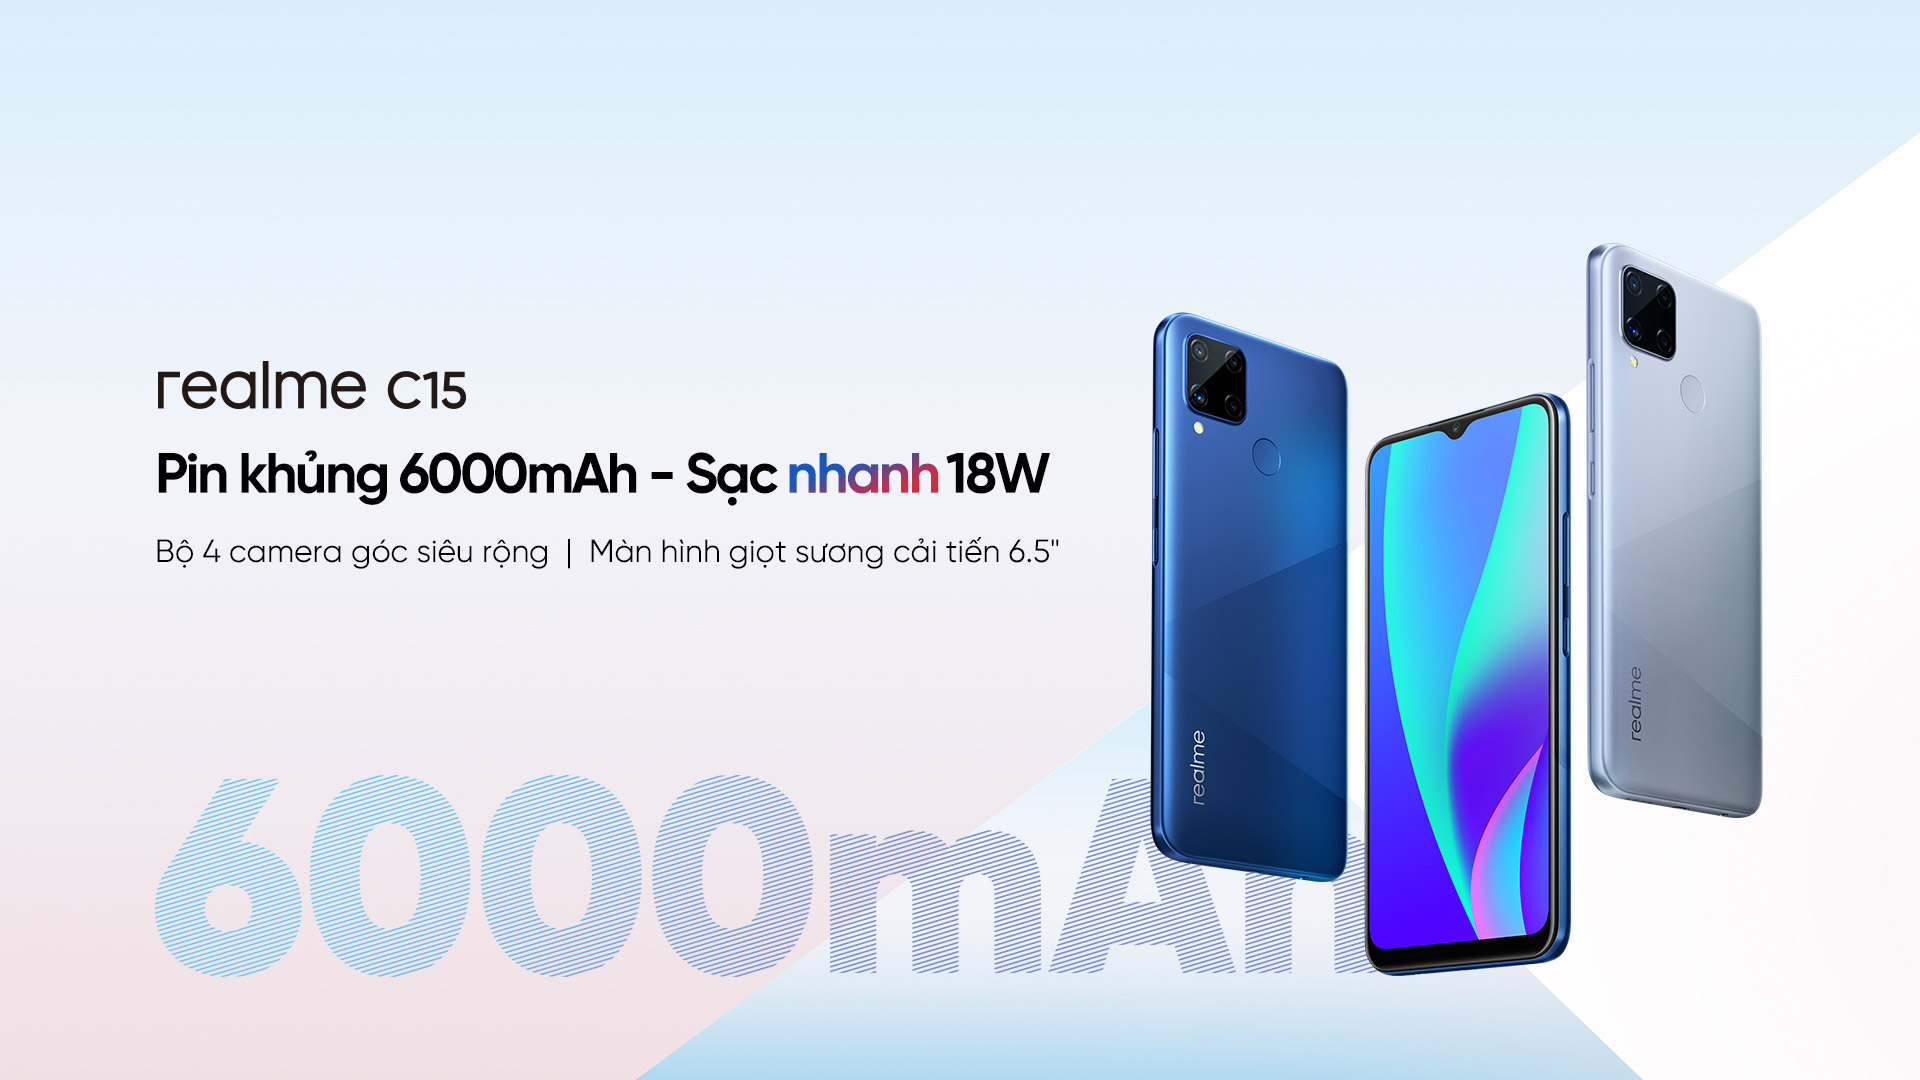 realme C15
Pin khủng 6000mAh - Sạc nhanh 18W
Bộ 4 camera góc siêu rộng | Màn hình giọt sương cải tiến 6.5"
6000mAh
realme
realme